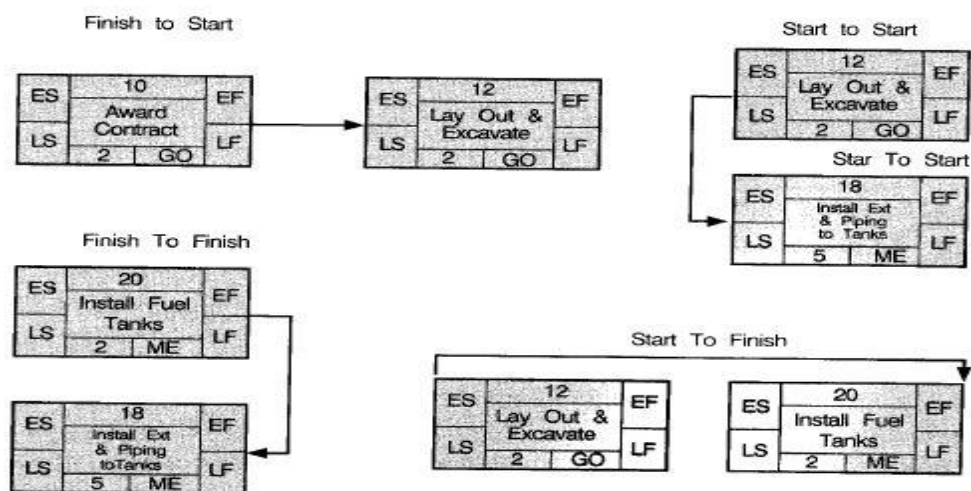 Finish to Start
10
ES
EF
Award
Contract
LS
LF
2 GO
12
ES
EF
Lay Out &
Excavate
LS
LF
2 GO
Start to Start
12
ES
EF
Lay Out &
Excavate
LS
LF
2 GO
Star To Start
18
ES
EF
Install Ext
& Piping
to Tanks
LS
LF
5 ME
Finish To Finish
20
ES
EF
Install Fuel
Tanks
LS
LF
2 ME
18
ES
EF
Install Ext
& Piping
toTanks
LS
LF
5 ME
Start To Finish
12
ES
EF
Lay Out &
Excavate
LS
LF
2 GO
20
ES
EF
Install Fuel
Tanks
LS
LF
2 ME